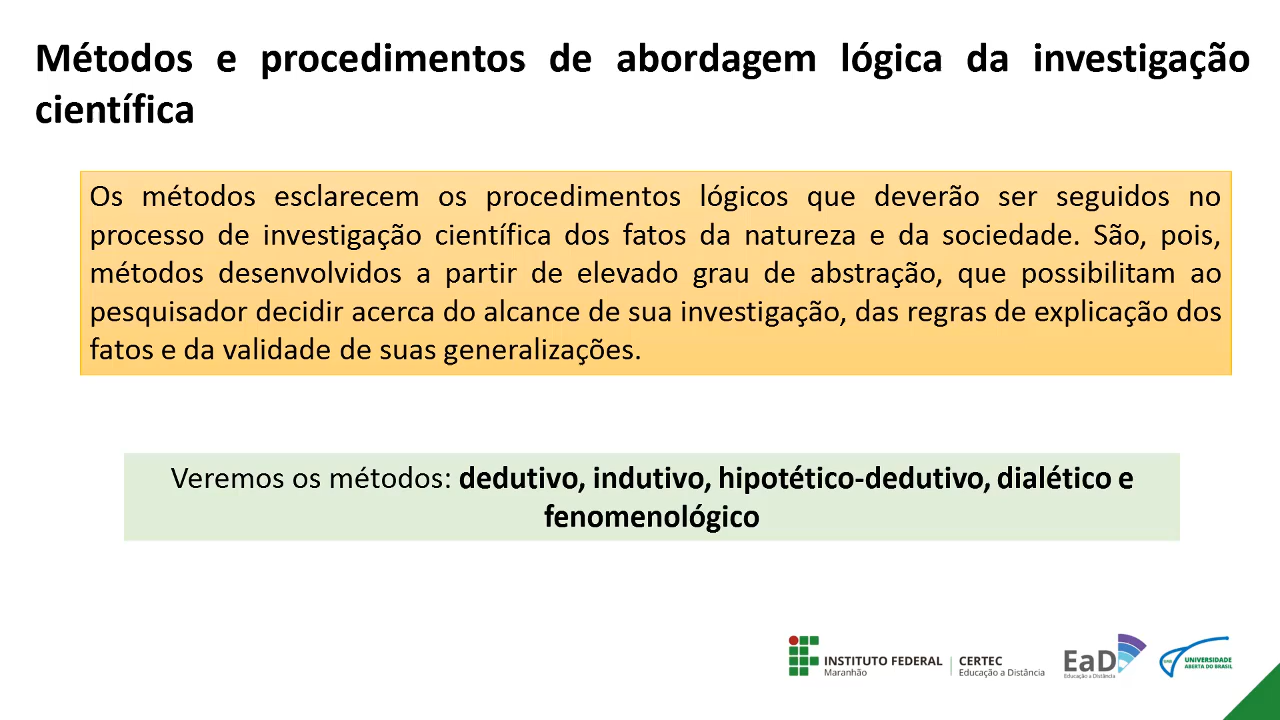 Métodos e procedimentos de abordagem lógica da investigação
científica
Os métodos esclarecem os procedimentos lógicos que deverão ser seguidos no
processo de investigação científica dos fatos da natureza e da sociedade. São, pois,
métodos desenvolvidos a partir de elevado grau de abstração, que possibilitam ao
pesquisador decidir acerca do alcance de sua investigação, das regras de explicação dos
fatos e da validade de suas generalizações.
Veremos os métodos: dedutivo, indutivo, hipotético-dedutivo, dialético e
fenomenológico
INSTITUTO FEDERAL
Maranhão
CERTEC
Educação a Distância
EaD
Educação a Distância
UAB
UNIVERSIDADE
ABERTA DO BRASIL